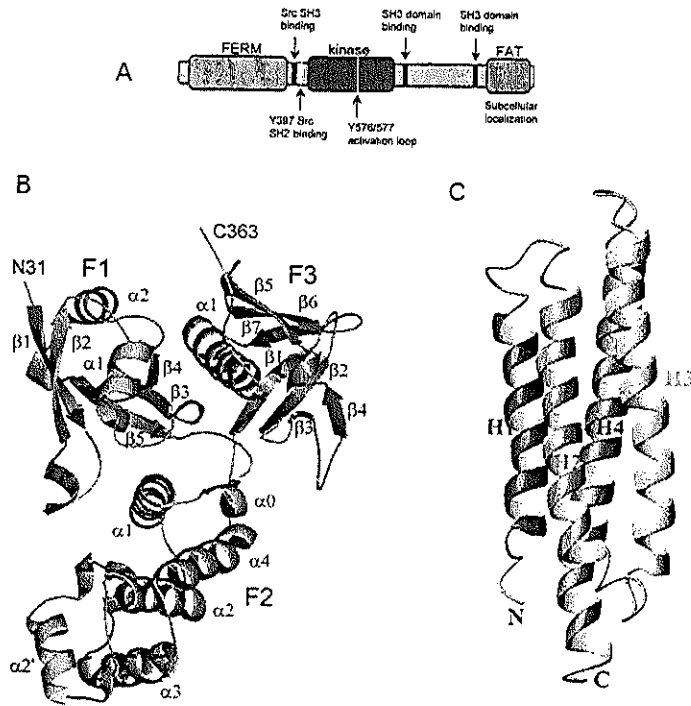 Src SH3
binding
SH3 domain
binding
SH3 domain
binding
FERM
kinase
FAT
A
Y397 Src
SH2 binding
Y576/577
activation loop
Subcellular
localization
B
C
C363
N31
F1
F3
α2
β5
α1
β6
β1
β2
β7
α1
β4
β1
β2
β3
β4
β5
β3
α0
α1
α4
F2
α2
α2'
α3
H1
H2
H4
H3
N
C